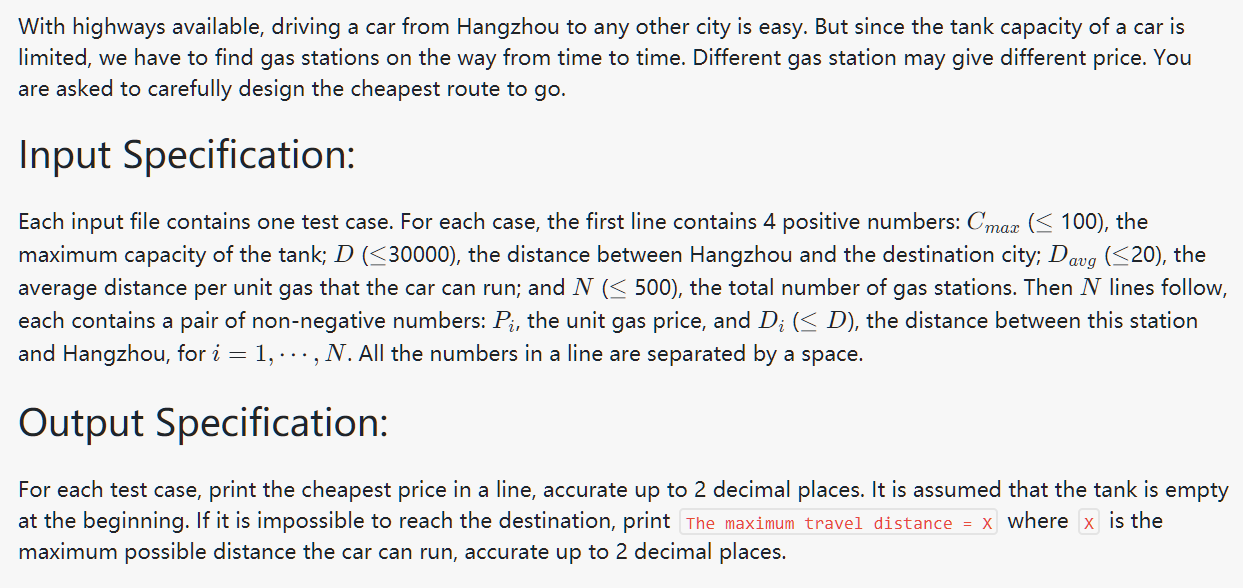 With highways available, driving a car from Hangzhou to any other city is easy. But since the tank capacity of a car is
limited, we have to find gas stations on the way from time to time. Different gas station may give different price. You
are asked to carefully design the cheapest route to go.
Input Specification:
Each input file contains one test case. For each case, the first line contains 4 positive numbers: C_max (≤ 100), the
maximum capacity of the tank; D (≤30000), the distance between Hangzhou and the destination city; D_avg (≤20), the
average distance per unit gas that the car can run; and N (≤ 500), the total number of gas stations. Then N lines follow,
each contains a pair of non-negative numbers: P_i, the unit gas price, and D_i (≤ D), the distance between this station
and Hangzhou, for i = 1, ⋯ , N. All the numbers in a line are separated by a space.
Output Specification:
For each test case, print the cheapest price in a line, accurate up to 2 decimal places. It is assumed that the tank is empty
at the beginning. If it is impossible to reach the destination, print The maximum travel distance = X where X is the
maximum possible distance the car can run, accurate up to 2 decimal places.